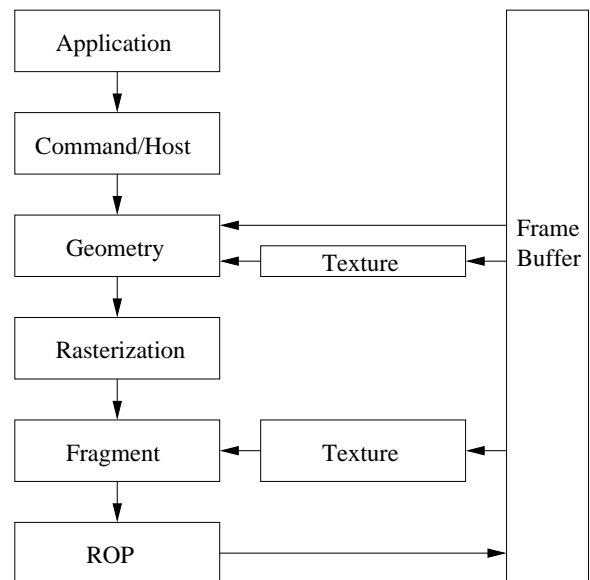 Application
Command/Host
Geometry
Texture
Frame
Buffer
Rasterization
Fragment
Texture
ROP